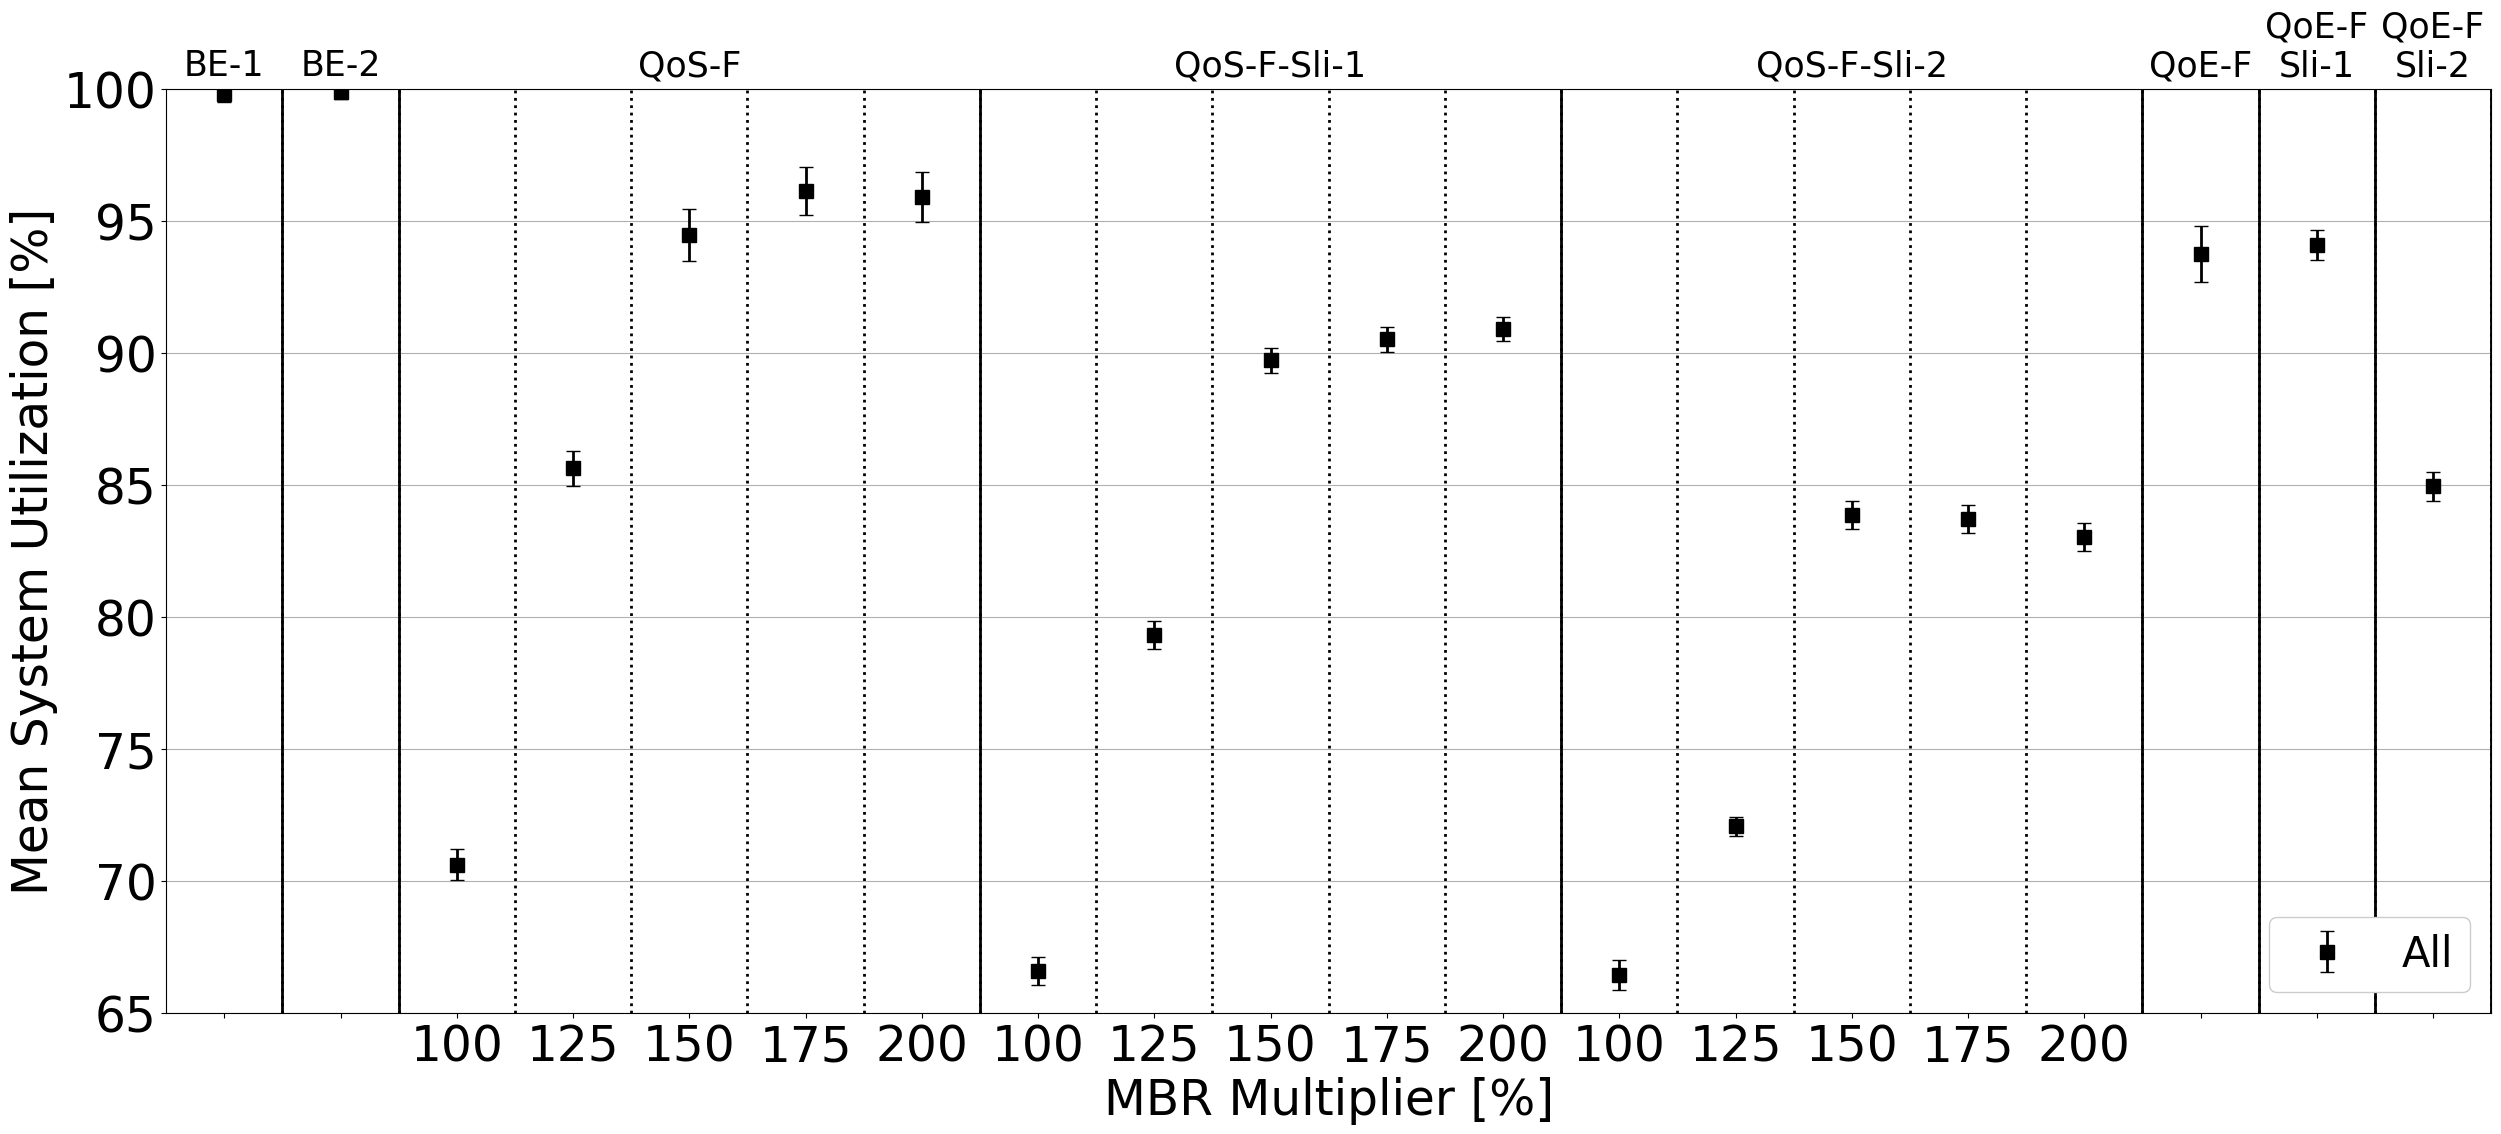 QoE-F QoE-F
BE-1 BE-2 QoS-F QoS-F-Sli-1 QoS-F-Sli-2 QoE-F Sli-1 Sli-2
100
95
90
85
80
75
70
65
Mean System Utilization [%]
All
100 125 150 175 200 100 125 150 175 200 100 125 150 175 200
MBR Multiplier [%]